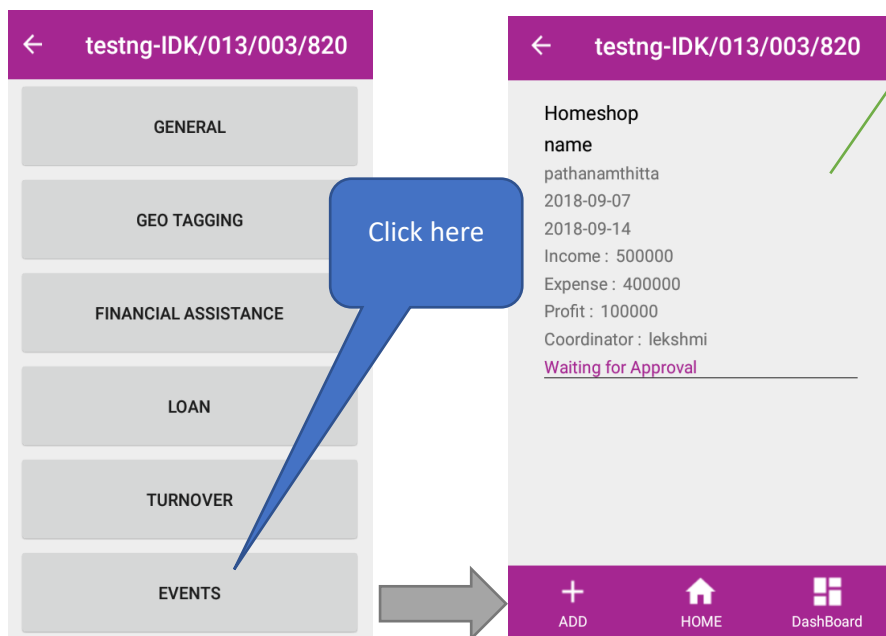 testng-IDK/013/003/820
GENERAL
GEO TAGGING
FINANCIAL ASSISTANCE
LOAN
TURNOVER
EVENTS
Click here
testng-IDK/013/003/820
Homeshop
name
pathanamthitta
2018-09-07
2018-09-14
Income : 500000
Expense : 400000
Profit : 100000
Coordinator : lekshmi
Waiting for Approval
ADD
HOME
DashBoard